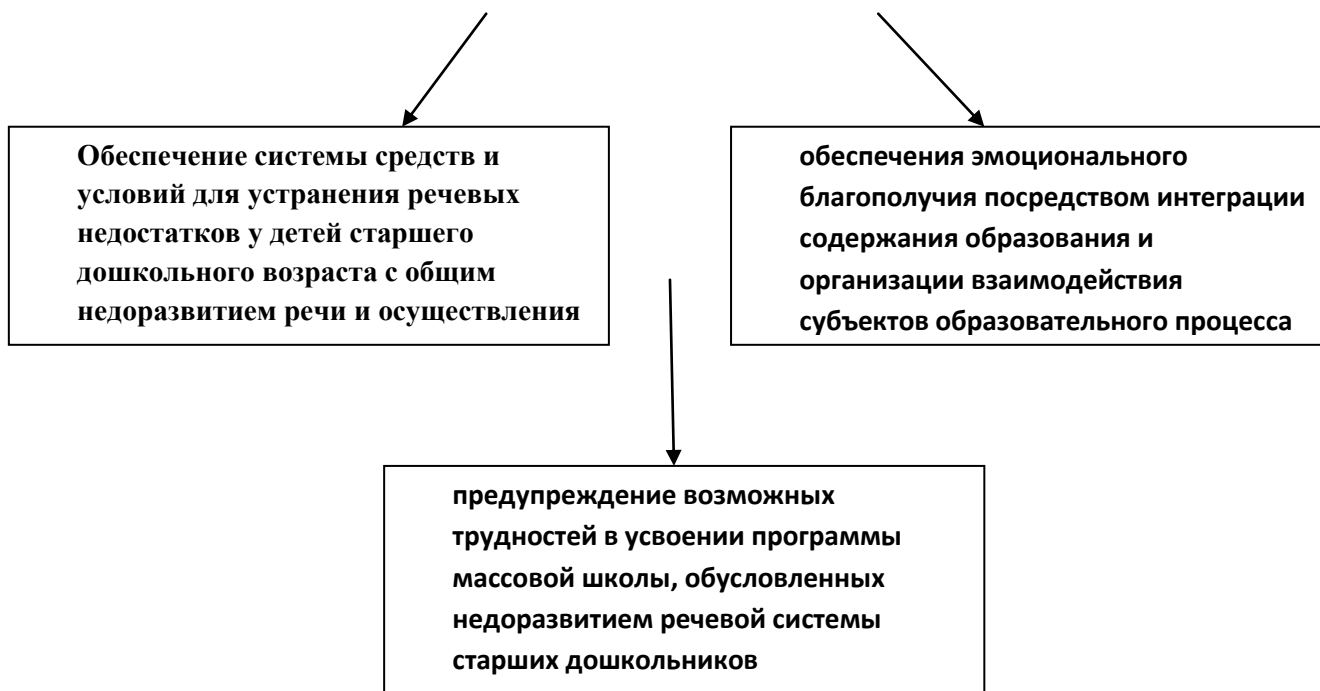 Обеспечение системы средств и
условий для устранения речевых
недостатков у детей старшего
дошкольного возраста с общим
недоразвитием речи и осуществления
обеспечения эмоционального
благополучия посредством интеграции
содержания образования и
организации взаимодействия
субъектов образовательного процесса
предупреждение возможных
трудностей в усвоении программы
массовой школы, обусловленных
недоразвитием речевой системы
старших дошкольников